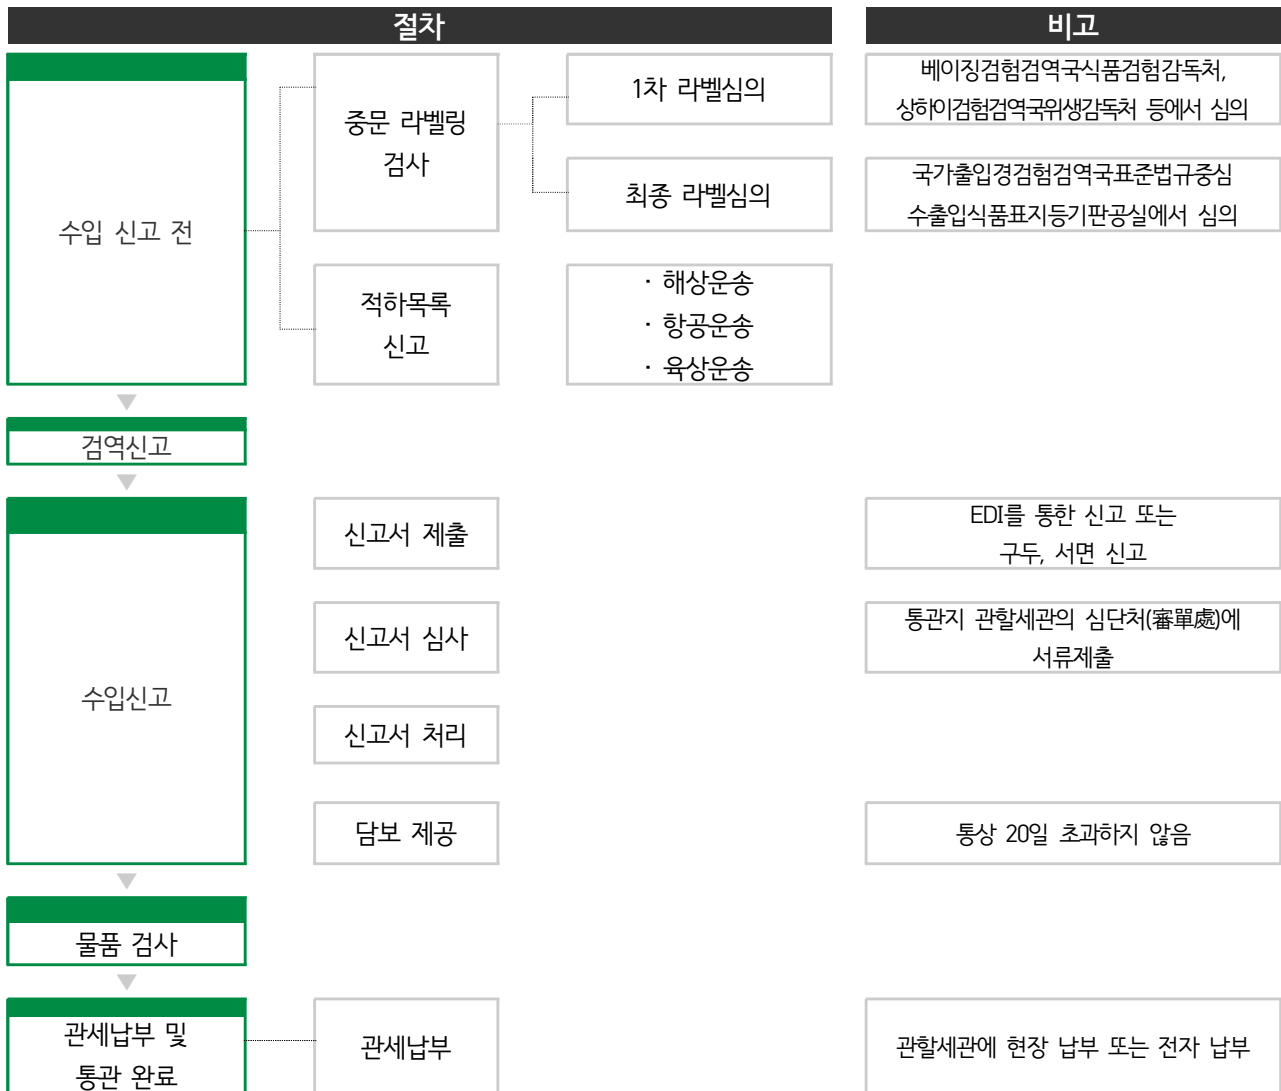 절차
비고
수입 신고 전
중문 라벨링
검사
1차 라벨심의
베이징검험검역국식품검험감독처,
상하이검험검역국위생감독처 등에서 심의
최종 라벨심의
국가출입경검험검역국표준법규중심
수출입식품표지등기판공실에서 심의
적하목록
신고
· 해상운송
· 항공운송
· 육상운송
검역신고
수입신고
신고서 제출
EDI를 통한 신고 또는
구두, 서면 신고
신고서 심사
통관지 관할세관의 심단처(審單處)에
서류제출
신고서 처리
담보 제공
통상 20일 초과하지 않음
물품 검사
관세납부 및
통관 완료
관세납부
관할세관에 현장 납부 또는 전자 납부